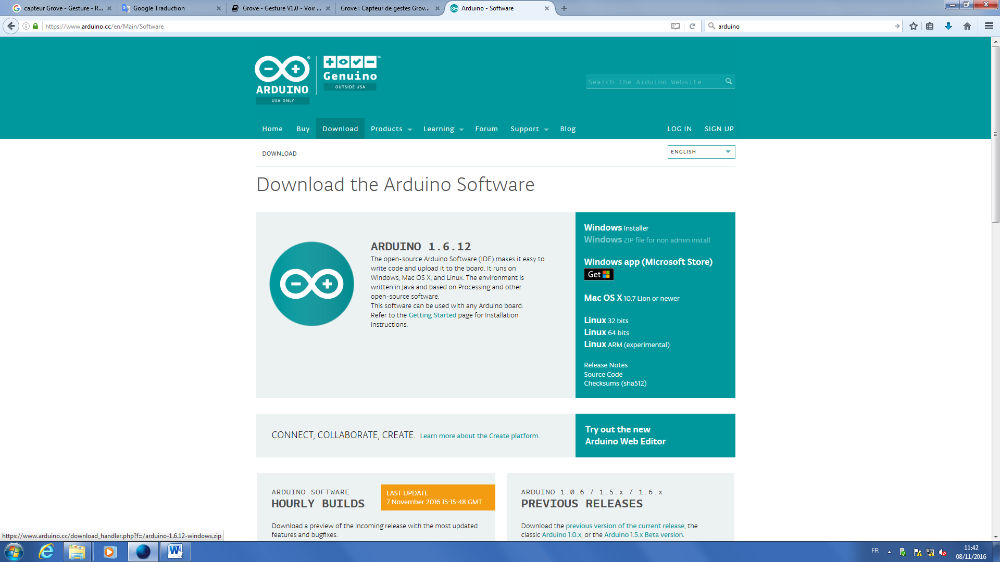 capteur Grove - Gesture - R...
Google Traduction
Grove - Gesture V1.0 - Voir ...
Grove : Capteur de gestes Grov...
Arduino - Software
https://www.arduino.cc/en/Main/Software
arduino
ARDUINO
USA ONLY
Genuino
OUTSIDE USA
Search the Arduino Website
Home Buy Download Products Learning Forum Support Blog LOG IN SIGN UP
DOWNLOAD
ENGLISH
Download the Arduino Software
ARDUINO 1.6.12
The open-source Arduino Software (IDE) makes it easy to
write code and upload it to the board. It runs on
Windows, Mac OS X, and Linux. The environment is
written in Java and based on Processing and other
open-source software.
This software can be used with any Arduino board.
Refer to the Getting Started page for Installation
instructions.
Windows Installer
Windows ZIP file for non admin install
Windows app (Microsoft Store)
Get
Mac OS X 10.7 Lion or newer
Linux 32 bits
Linux 64 bits
Linux ARM (experimental)
Release Notes
Source Code
Checksums (sha512)
CONNECT, COLLABORATE, CREATE. Learn more about the Create platform.
Try out the new
Arduino Web Editor
ARDUINO SOFTWARE
HOURLY BUILDS
LAST UPDATE
7 November 2016 15:15:48 GMT
Download a preview of the incoming release with the most updated
features and bugfixes.
ARDUINO 1.0.6 / 1.5.x / 1.6.x
PREVIOUS RELEASES
Download the previous version of the current release, the
classic Arduino 1.0.x, or the Arduino 1.5.x Beta version.
https://www.arduino.cc/download_handler.php?f=/arduino-1.6.12-windows.zip
FR
11:42
08/11/2016